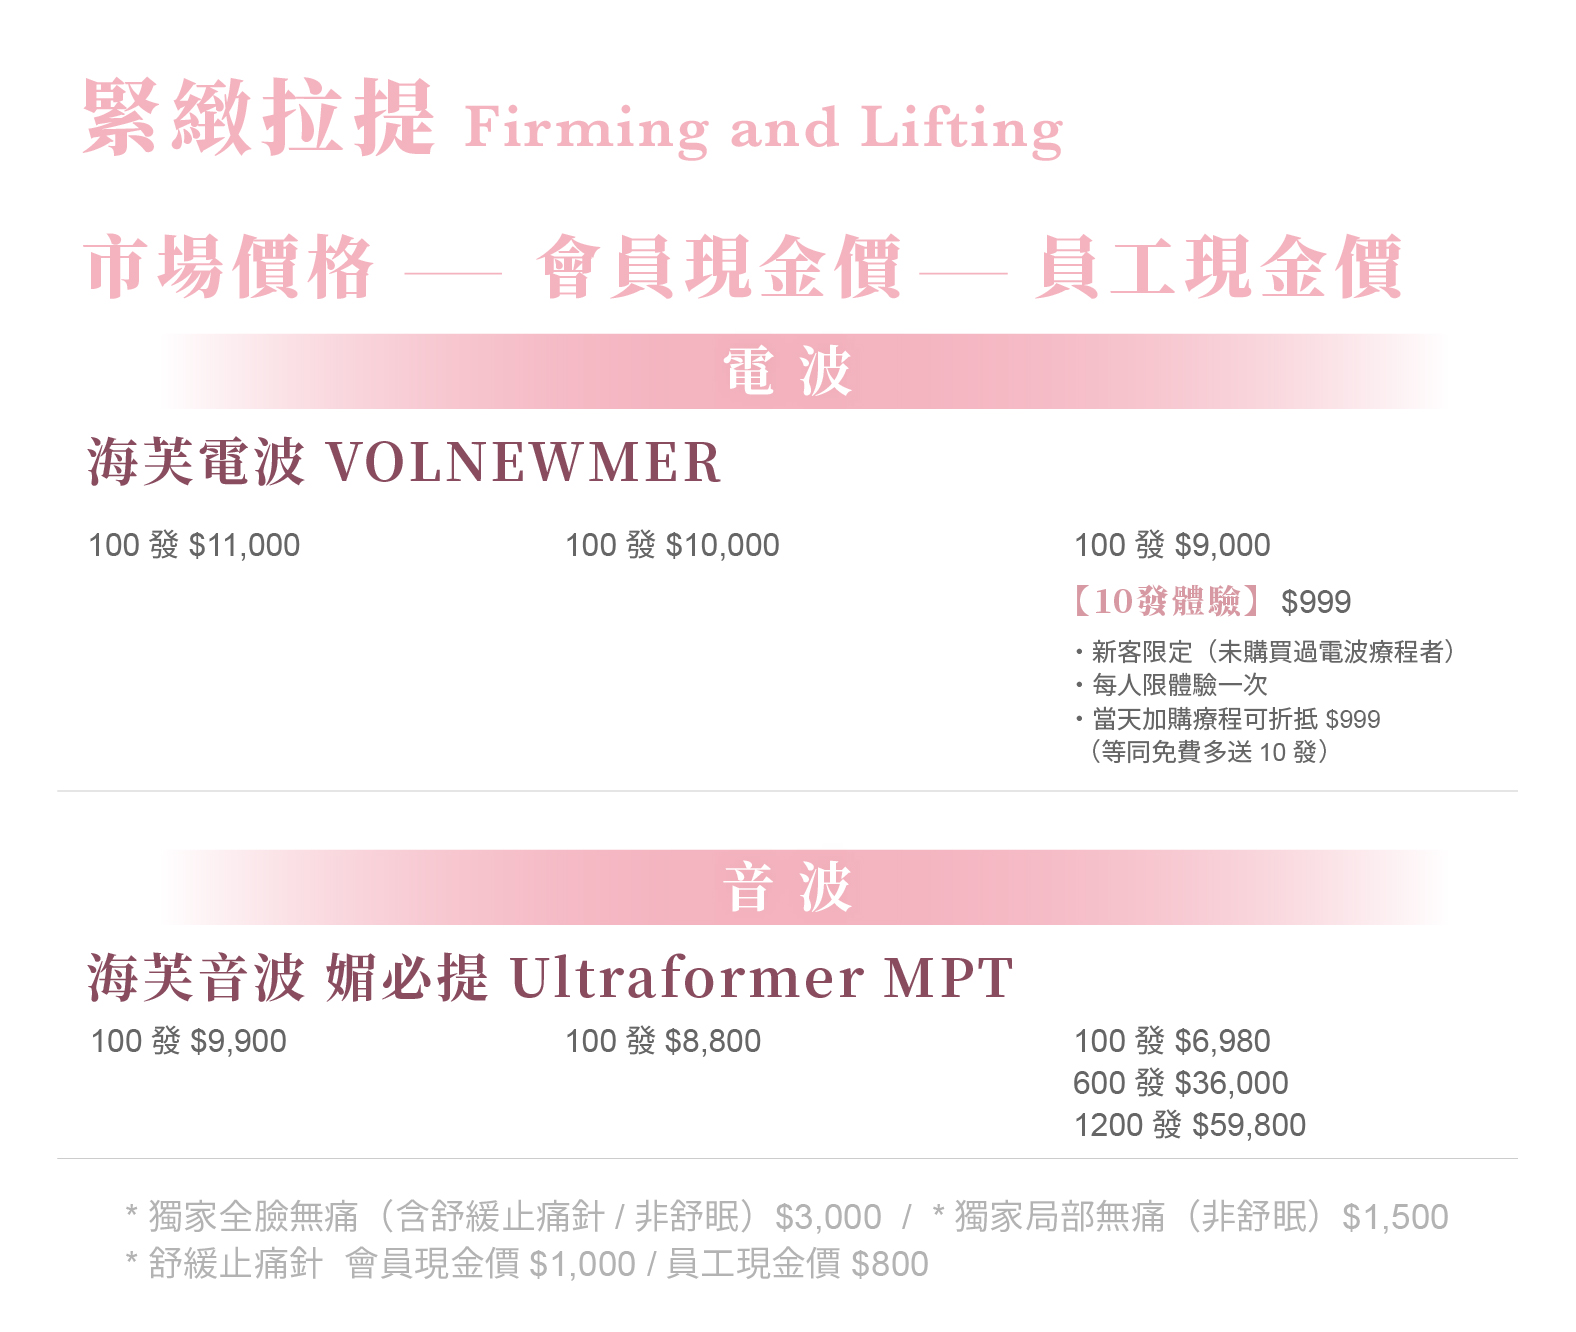 緊緻拉提 Firming and Lifting
市場價格 —— 會員現金價 —— 員工現金價
電波
海芙電波 VOLNEWMER
100 發 $11,000 100 發 $10,000 100 發 $9,000
【10發體驗】 $999
・新客限定（未購買過電波療程者）
・每人限體驗一次
・當天加購療程可折抵 $999
（等同免費多送 10 發）
音波
海芙音波 媚必提 Ultraformer MPT
100 發 $9,900 100 發 $8,800 100 發 $6,980
600 發 $36,000
1200 發 $59,800
* 獨家全臉無痛（含舒緩止痛針 / 非舒眠）$3,000 / * 獨家局部無痛（非舒眠）$1,500
* 舒緩止痛針 會員現金價 $1,000 / 員工現金價 $800